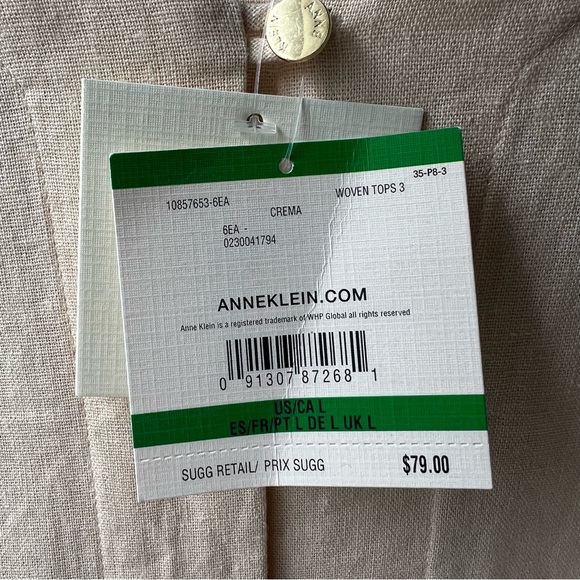 ANNE KLEIN
35-P8-3
10857653-6EA WOVEN TOPS 3
CREMA
6EA -
0230041794
ANNEKLEIN.COM
Anne Klein is a registered trademark of WHP Global all rights reserved
0 91307 87268 1
US/CA L
ES/FR/PT L DE L UK L
SUGG RETAIL/ PRIX SUGG $79.00